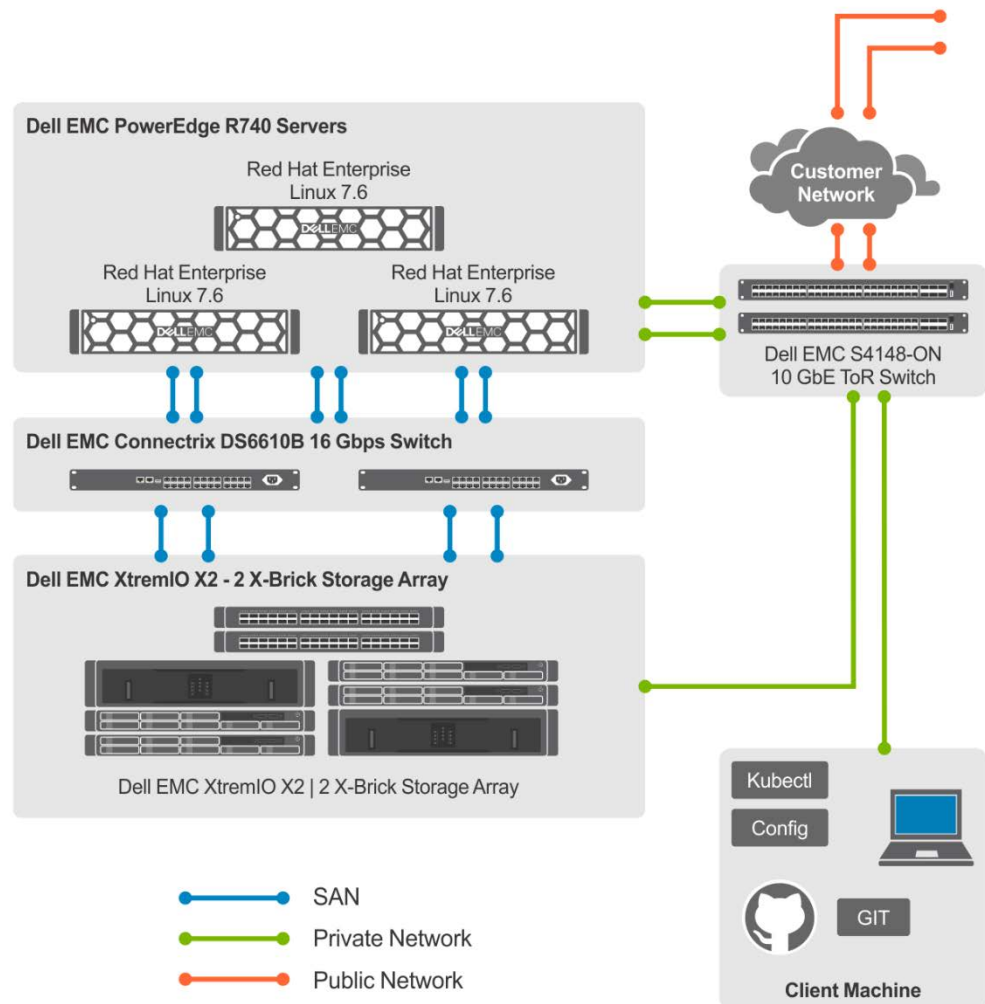 Dell EMC PowerEdge R740 Servers
Red Hat Enterprise
Linux 7.6
DELLEMC
Red Hat Enterprise
Linux 7.6
DELLEMC
Red Hat Enterprise
Linux 7.6
DELLEMC
Customer
Network
Dell EMC S4148-ON
10 GbE ToR Switch
Dell EMC Connectrix DS6610B 16 Gbps Switch
Dell EMC XtremIO X2 - 2 X-Brick Storage Array
Dell EMC XtremIO X2 | 2 X-Brick Storage Array
Kubectl
Config
GIT
Client Machine
SAN
Private Network
Public Network